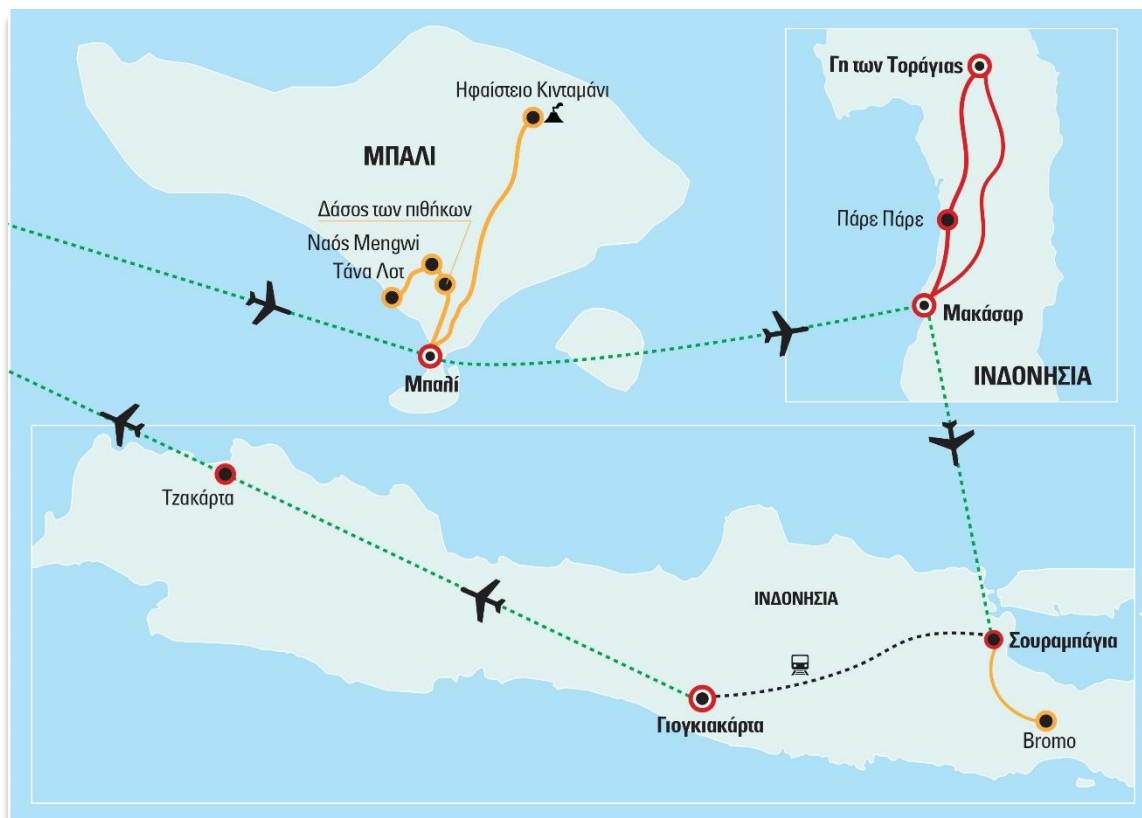 Ηφαίστειο Κινταμάνι
ΜΠΑΛΙ
Δάσος των πιθήκων
Ναός Mengwi
Τάνα Λοτ
Μπαλί
Γη των Τοράγιας
Πάρε Πάρε
Μακάσαρ
ΙΝΔΟΝΗΣΙΑ
Τζακάρτα
ΙΝΔΟΝΗΣΙΑ
Σουραμπάγια
Γιογκιακάρτα
Bromo